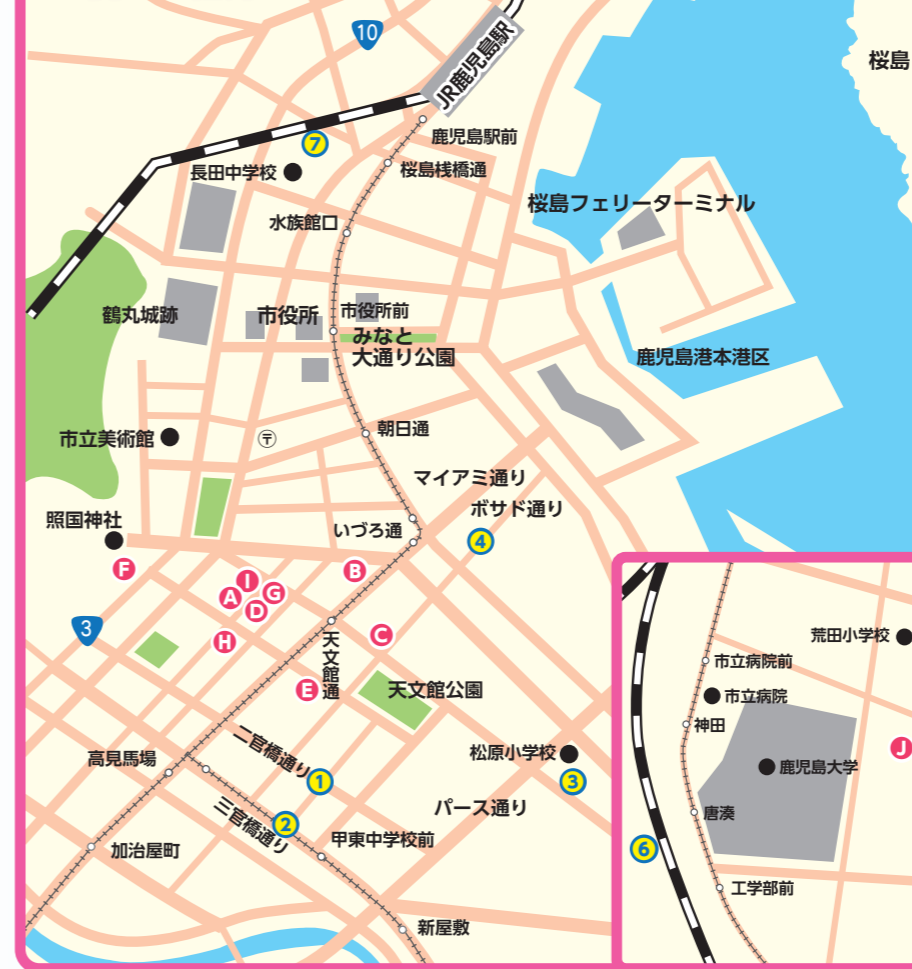 10
JR鹿児島駅
桜島
鹿児島駅前
7
桜島桟橋通
長田中学校
桜島フェリーターミナル
水族館口
鶴丸城跡
市役所
市役所前
みなと
大通り公園
鹿児島港本港区
朝日通
市立美術館
〒
マイアミ通り
ボサド通り
照国神社
いづろ通
4
F
I
B
A
G
D
3
H
C
天文館通
E
天文館公園
二官橋通り
高見馬場
松原小学校
1
3
三官橋通り
2
パース通り
甲東中学校前
加治屋町
新屋敷
荒田小学校
市立病院前
市立病院
神田
J
鹿児島大学
唐湊
6
工学部前